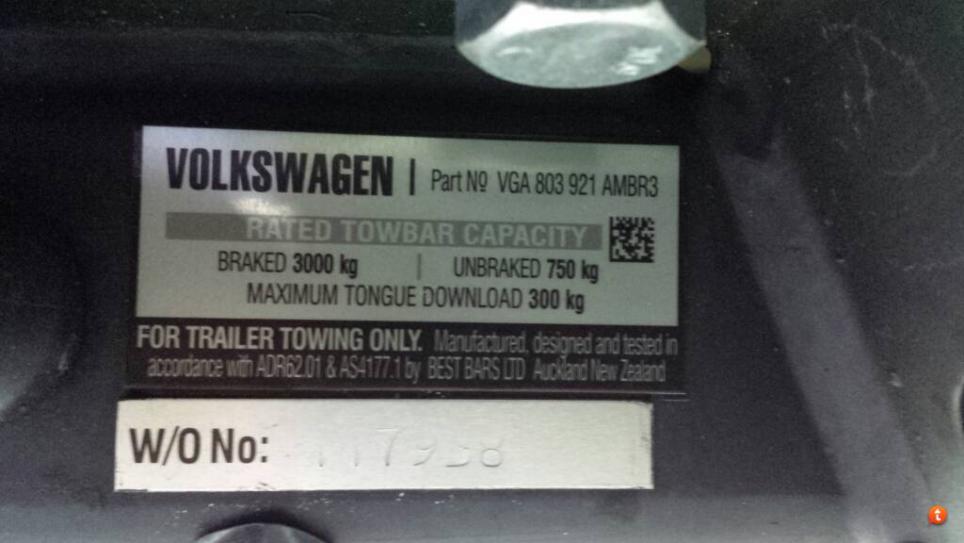 VOLKSWAGEN | Part Nº VGA 803 921 AMBR3
RATED TOWBAR CAPACITY
BRAKED 3000 kg | UNBRAKED 750 kg
MAXIMUM TONGUE DOWNLOAD 300 kg
FOR TRAILER TOWING ONLY. Manufactured, designed and tested in
accordance with ADR62.01 & AS4177.1 by BEST BARS LTD Auckland New Zealand
W/O No: